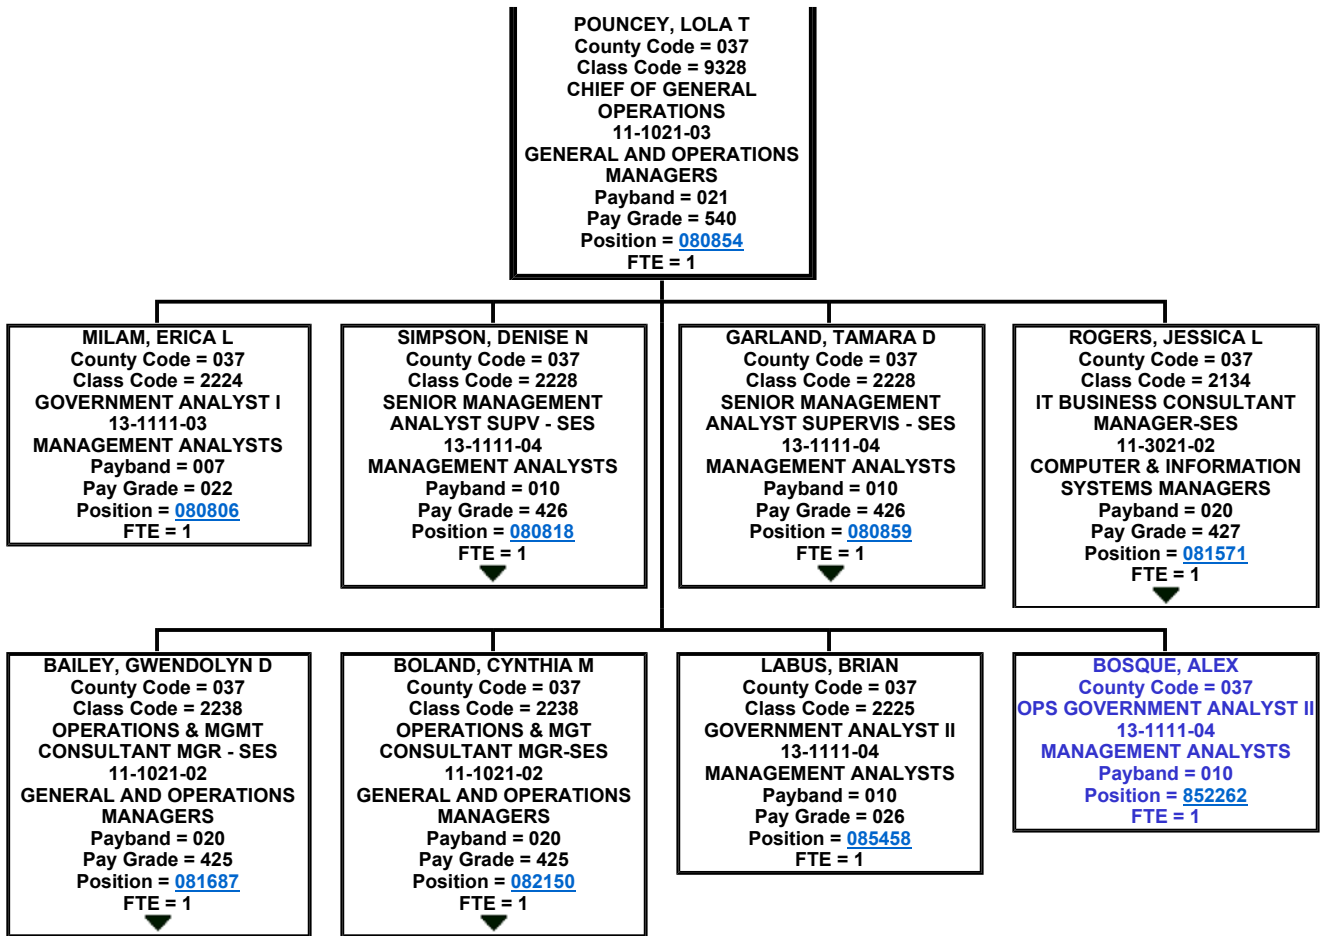 POUNCEY, LOLA T
County Code = 037
Class Code = 9328
CHIEF OF GENERAL
OPERATIONS
11-1021-03
GENERAL AND OPERATIONS
MANAGERS
Payband = 021
Pay Grade = 540
Position = 080854
FTE = 1
MILAM, ERICA L
County Code = 037
Class Code = 2224
GOVERNMENT ANALYST I
13-1111-03
MANAGEMENT ANALYSTS
Payband = 007
Pay Grade = 022
Position = 080806
FTE = 1
SIMPSON, DENISE N
County Code = 037
Class Code = 2228
SENIOR MANAGEMENT
ANALYST SUPV - SES
13-1111-04
MANAGEMENT ANALYSTS
Payband = 010
Pay Grade = 426
Position = 080818
FTE = 1
GARLAND, TAMARA D
County Code = 037
Class Code = 2228
SENIOR MANAGEMENT
ANALYST SUPERVIS - SES
13-1111-04
MANAGEMENT ANALYSTS
Payband = 010
Pay Grade = 426
Position = 080859
FTE = 1
ROGERS, JESSICA L
County Code = 037
Class Code = 2134
IT BUSINESS CONSULTANT
MANAGER-SES
11-3021-02
COMPUTER & INFORMATION
SYSTEMS MANAGERS
Payband = 020
Pay Grade = 427
Position = 081571
FTE = 1
BAILEY, GWENDOLYN D
County Code = 037
Class Code = 2238
OPERATIONS & MGMT
CONSULTANT MGR - SES
11-1021-02
GENERAL AND OPERATIONS
MANAGERS
Payband = 020
Pay Grade = 425
Position = 081687
FTE = 1
BOLAND, CYNTHIA M
County Code = 037
Class Code = 2238
OPERATIONS & MGT
CONSULTANT MGR-SES
11-1021-02
GENERAL AND OPERATIONS
MANAGERS
Payband = 020
Pay Grade = 425
Position = 082150
FTE = 1
LABUS, BRIAN
County Code = 037
Class Code = 2225
GOVERNMENT ANALYST II
13-1111-04
MANAGEMENT ANALYSTS
Payband = 010
Pay Grade = 026
Position = 085458
FTE = 1
BOSQUE, ALEX
County Code = 037
OPS GOVERNMENT ANALYST II
13-1111-04
MANAGEMENT ANALYSTS
Payband = 010
Position = 852262
FTE = 1